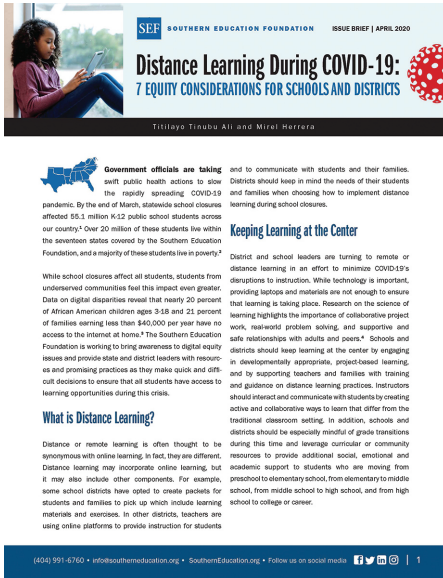 SEF SOUTHERN EDUCATION FOUNDATION ISSUE BRIEF | APRIL 2020
Distance Learning During COVID-19:
7 EQUITY CONSIDERATIONS FOR SCHOOLS AND DISTRICTS
Titilayo Tinubu Ali and Mirel Herrera
Government officials are taking
swift public health actions to slow
the rapidly spreading COVID-19
pandemic. By the end of March, statewide school closures
affected 55.1 million K-12 public school students across
our country.¹ Over 20 million of these students live within
the seventeen states covered by the Southern Education
Foundation, and a majority of these students live in poverty.²
While school closures affect all students, students from
underserved communities feel this impact even greater.
Data on digital disparities reveal that nearly 20 percent
of African American children ages 3-18 and 21 percent
of families earning less than $40,000 per year have no
access to the internet at home.³ The Southern Education
Foundation is working to bring awareness to digital equity
issues and provide state and district leaders with resourc-
es and promising practices as they make quick and diffi-
cult decisions to ensure that all students have access to
learning opportunities during this crisis.
What is Distance Learning?
Distance or remote learning is often thought to be
synonymous with online learning. In fact, they are different.
Distance learning may incorporate online learning, but
it may also include other components. For example,
some school districts have opted to create packets for
students and families to pick up which include learning
materials and exercises. In other districts, teachers are
using online platforms to provide instruction for students
and to communicate with students and their families.
Districts should keep in mind the needs of their students
and families when choosing how to implement distance
learning during school closures.
Keeping Learning at the Center
District and school leaders are turning to remote or
distance learning in an effort to minimize COVID-19's
disruptions to instruction. While technology is important,
providing laptops and materials are not enough to ensure
that learning is taking place. Research on the science of
learning highlights the importance of collaborative project
work, real-world problem solving, and supportive and
safe relationships with adults and peers.⁴ Schools and
districts should keep learning at the center by engaging
in developmentally appropriate, project-based learning,
and by supporting teachers and families with training
and guidance on distance learning practices. Instructors
should interact and communicate with students by creating
active and collaborative ways to learn that differ from the
traditional classroom setting. In addition, schools and
districts should be especially mindful of grade transitions
during this time and leverage curricular or community
resources to provide additional social, emotional and
academic support to students who are moving from
preschool to elementary school, from elementary to middle
school, from middle school to high school, and from high
school to college or career.
(404) 991-6760 • info@southerneducation.org • SouthernEducation.org • Follow us on social media | 1